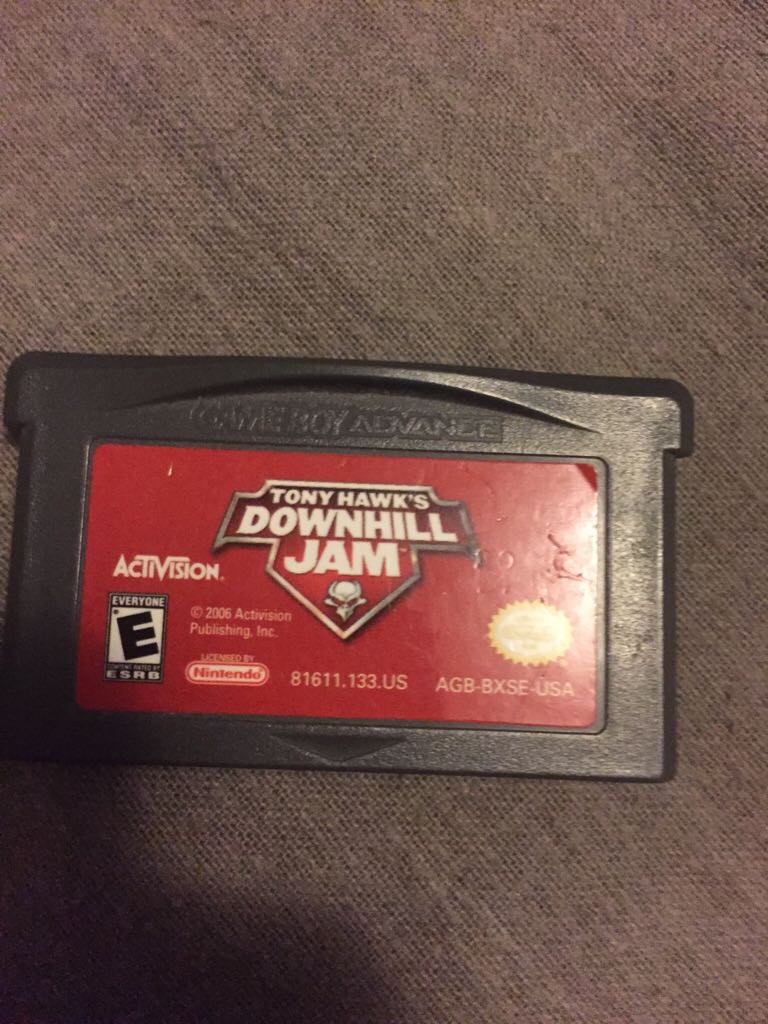 GAME BOY ADVANCE
TONY HAWK'S
DOWNHILL
JAM™
ACTIVISION®
EVERYONE
E
CONTENT RATED BY
ESRB
© 2006 Activision
Publishing, Inc.
LICENSED BY
Nintendo
81611.133.US
AGB-BXSE-USA